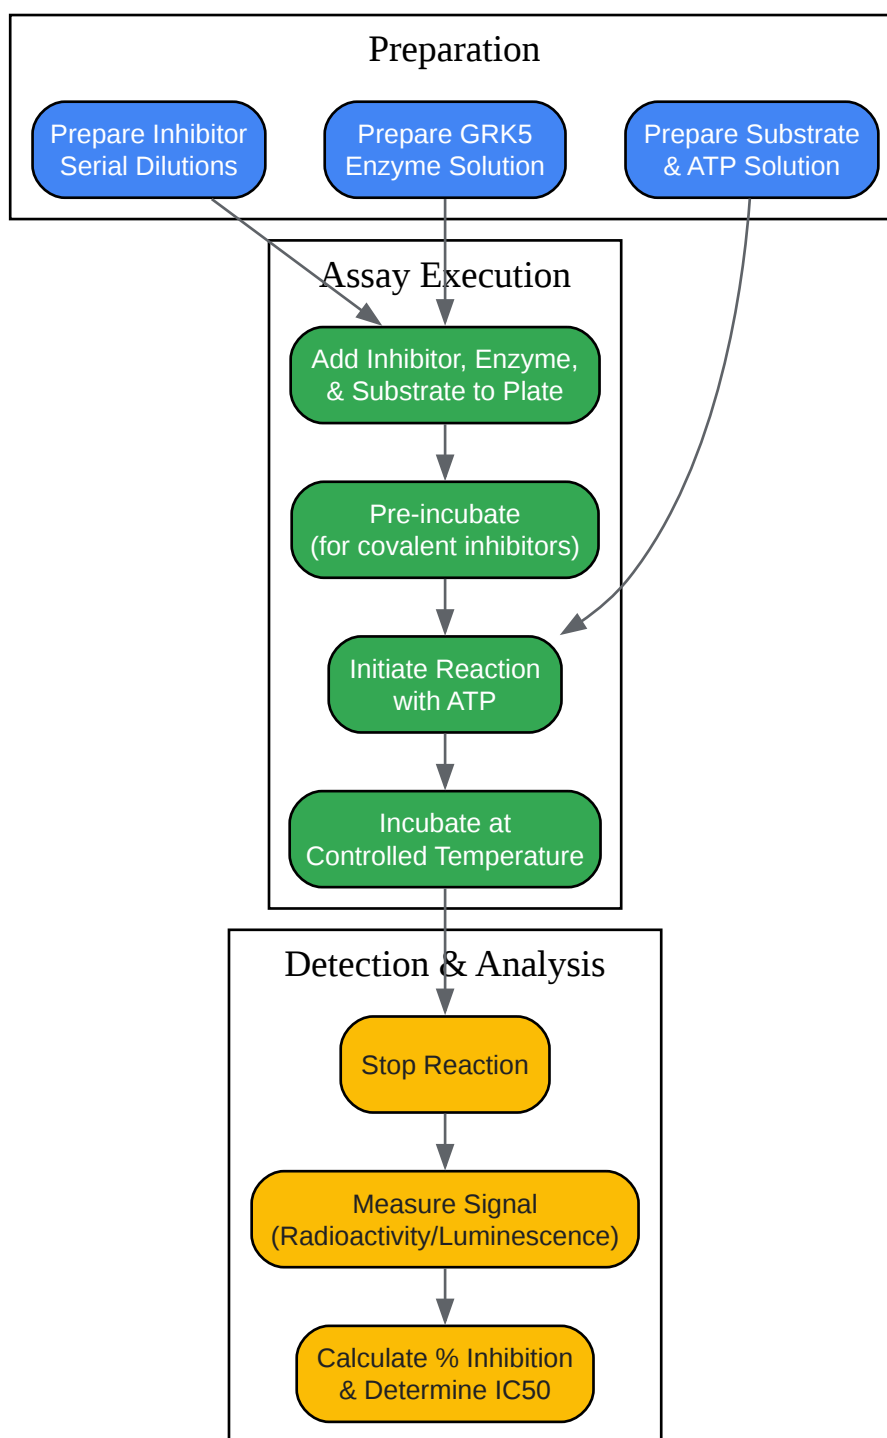 Preparation
Prepare Inhibitor
Serial Dilutions
Prepare GRK5
Enzyme Solution
Prepare Substrate
& ATP Solution
Assay Execution
Add Inhibitor, Enzyme,
& Substrate to Plate
Pre-incubate
(for covalent inhibitors)
Initiate Reaction
with ATP
Incubate at
Controlled Temperature
Detection & Analysis
Stop Reaction
Measure Signal
(Radioactivity/Luminescence)
Calculate % Inhibition
& Determine IC50